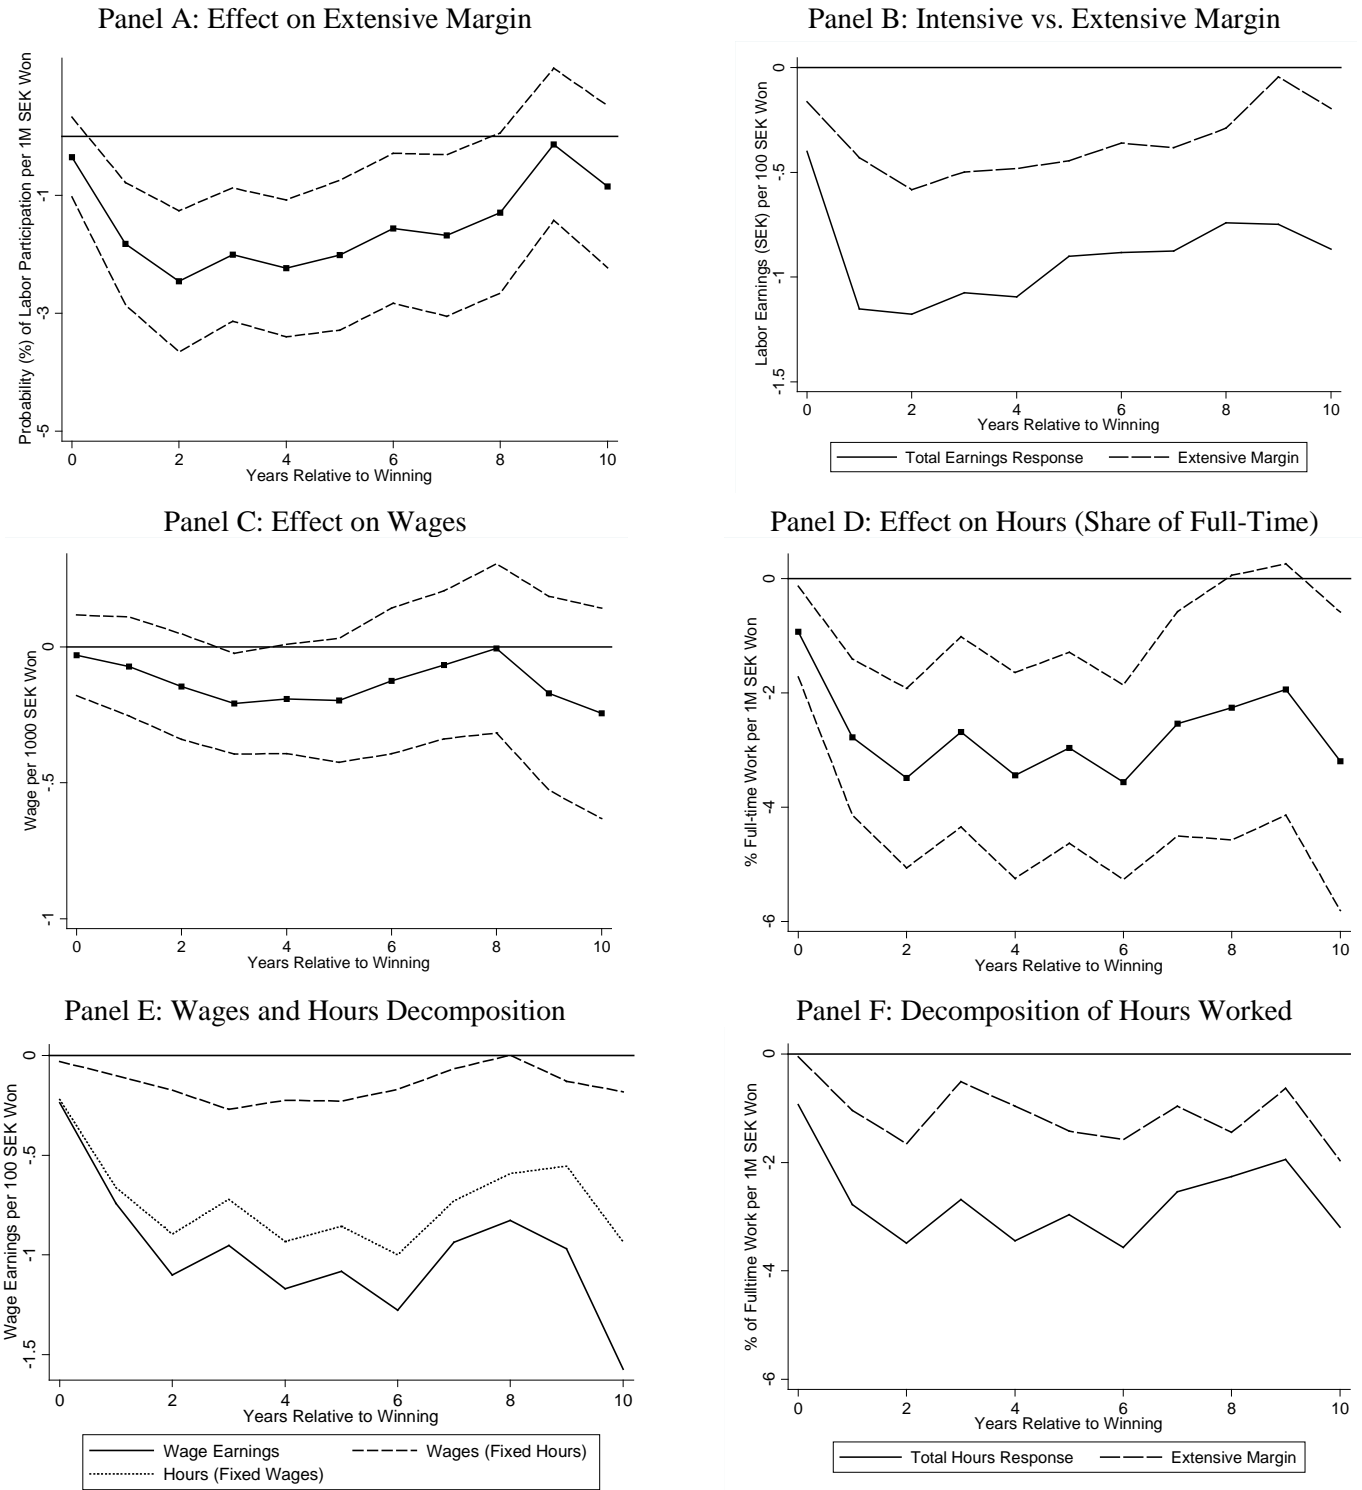 Panel A: Effect on Extensive Margin
Probability (%) of Labor Participation per 1M SEK Won
-1
-3
-5
0 2 4 6 8 10
Years Relative to Winning
Panel B: Intensive vs. Extensive Margin
Labor Earnings (SEK) per 100 SEK Won
0
-.5
-1
-1.5
0 2 4 6 8 10
Years Relative to Winning
Total Earnings Response Extensive Margin
Panel C: Effect on Wages
Wage per 1000 SEK Won
0
-.5
-1
0 2 4 6 8 10
Years Relative to Winning
Panel D: Effect on Hours (Share of Full-Time)
% Full-time Work per 1M SEK Won
0
-2
-4
-6
0 2 4 6 8 10
Years Relative to Winning
Panel E: Wages and Hours Decomposition
Wage Earnings per 100 SEK Won
0
-.5
-1
-1.5
0 2 4 6 8 10
Years Relative to Winning
Wage Earnings Wages (Fixed Hours)
Hours (Fixed Wages)
Panel F: Decomposition of Hours Worked
% of Fulltime Work per 1M SEK Won
0
-2
-4
-6
0 2 4 6 8 10
Years Relative to Winning
Total Hours Response Extensive Margin